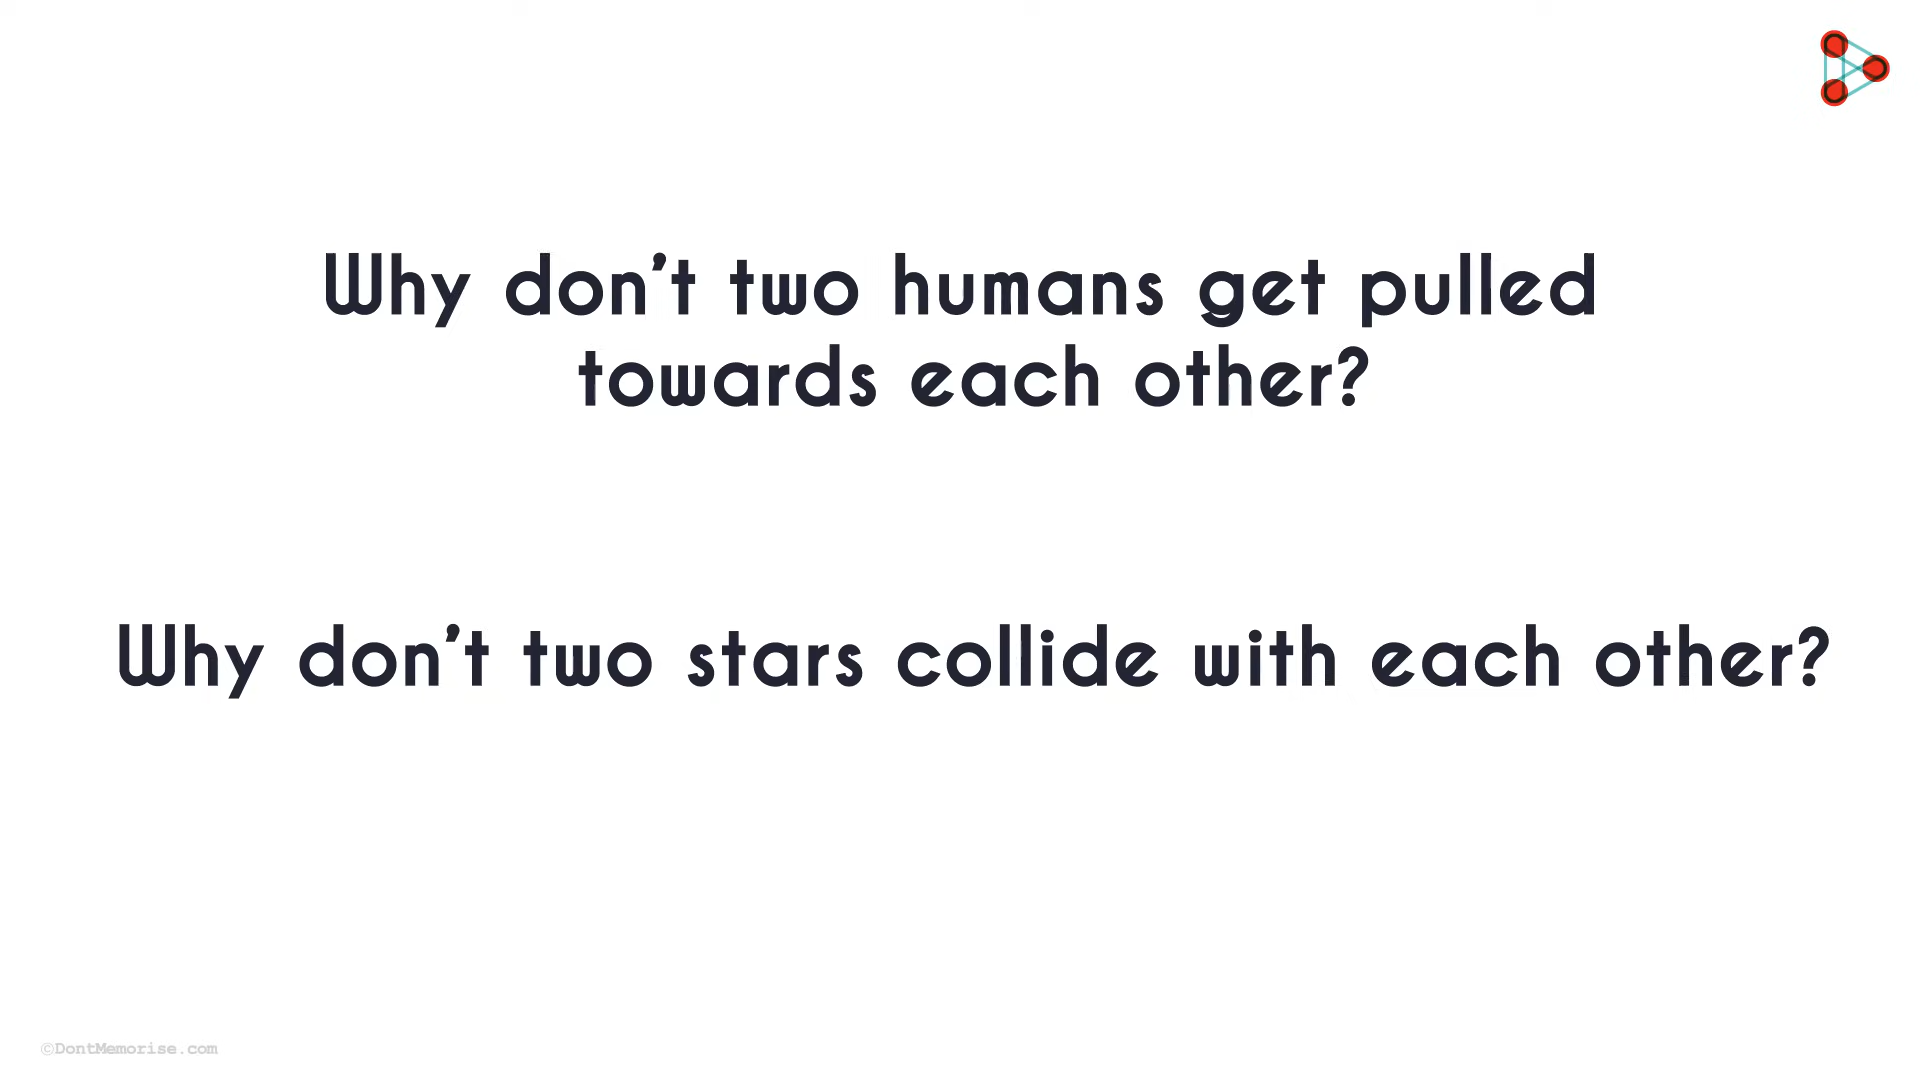 Why don't two humans get pulled
towards each other?
Why don't two stars collide with each other?
©DontMemorise.com